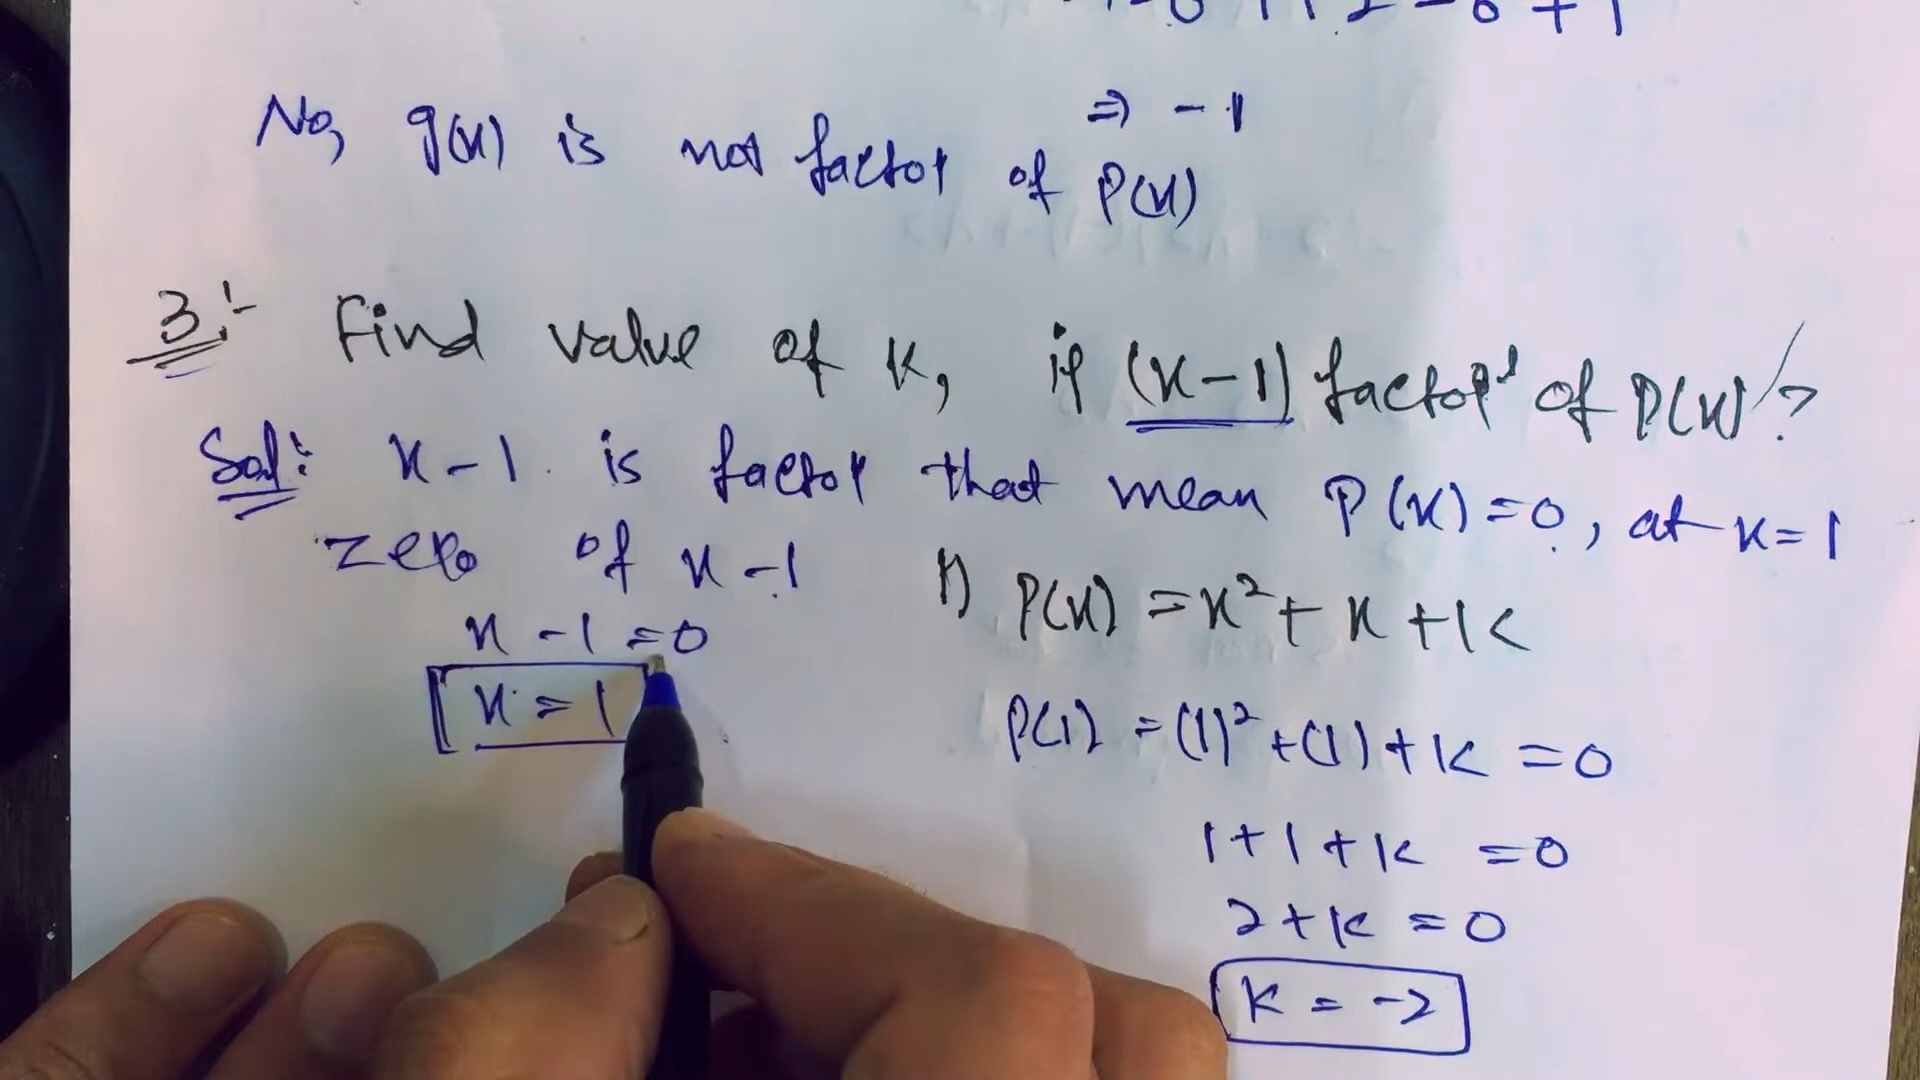 ⇒ -1
No, g(x) is not factor of P(x)
3:- Find value of K, if (x-1) factor of P(x)?
Sol: x-1 is factor that mean P(x)=0, at x=1
zero of x-1
x-1=0
x=1
1) P(x) = x²+x+K
P(1) = (1)²+(1)+K = 0
1+1+K = 0
2+K = 0
K = -2